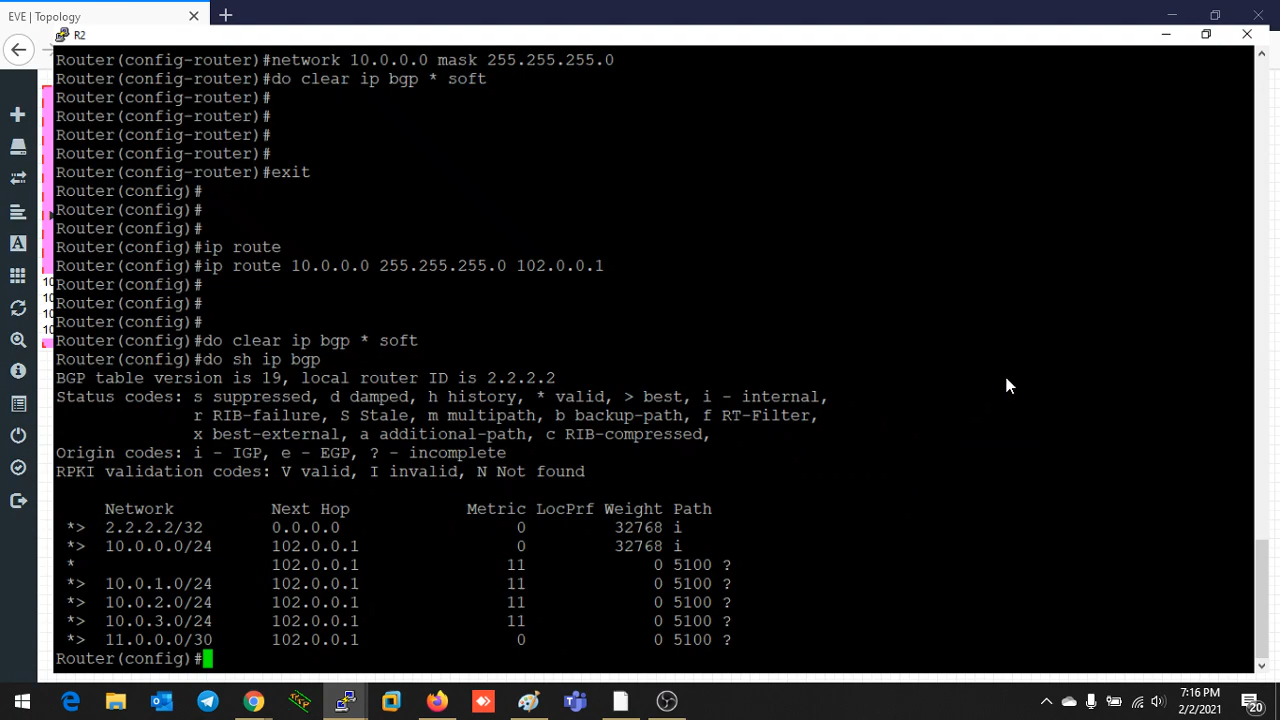 EVE | Topology
R2
Router(config-router)#network 10.0.0.0 mask 255.255.255.0
Router(config-router)#do clear ip bgp * soft
Router(config-router)#
Router(config-router)#
Router(config-router)#
Router(config-router)#
Router(config-router)#exit
Router(config)#
Router(config)#
Router(config)#
Router(config)#ip route
Router(config)#ip route 10.0.0.0 255.255.255.0 102.0.0.1
Router(config)#
Router(config)#
Router(config)#
Router(config)#do clear ip bgp * soft
Router(config)#do sh ip bgp
BGP table version is 19, local router ID is 2.2.2.2
Status codes: s suppressed, d damped, h history, * valid, > best, i - internal,
r RIB-failure, S Stale, m multipath, b backup-path, f RT-Filter,
x best-external, a additional-path, c RIB-compressed,
Origin codes: i - IGP, e - EGP, ? - incomplete
RPKI validation codes: V valid, I invalid, N Not found
Network Next Hop Metric LocPrf Weight Path
*> 2.2.2.2/32 0.0.0.0 0 32768 i
*> 10.0.0.0/24 102.0.0.1 0 32768 i
* 102.0.0.1 11 0 5100 ?
*> 10.0.1.0/24 102.0.0.1 11 0 5100 ?
*> 10.0.2.0/24 102.0.0.1 11 0 5100 ?
*> 10.0.3.0/24 102.0.0.1 11 0 5100 ?
*> 11.0.0.0/30 102.0.0.1 0 0 5100 ?
Router(config)#
10
10
10
10
A
7:16 PM
2/2/2021
20